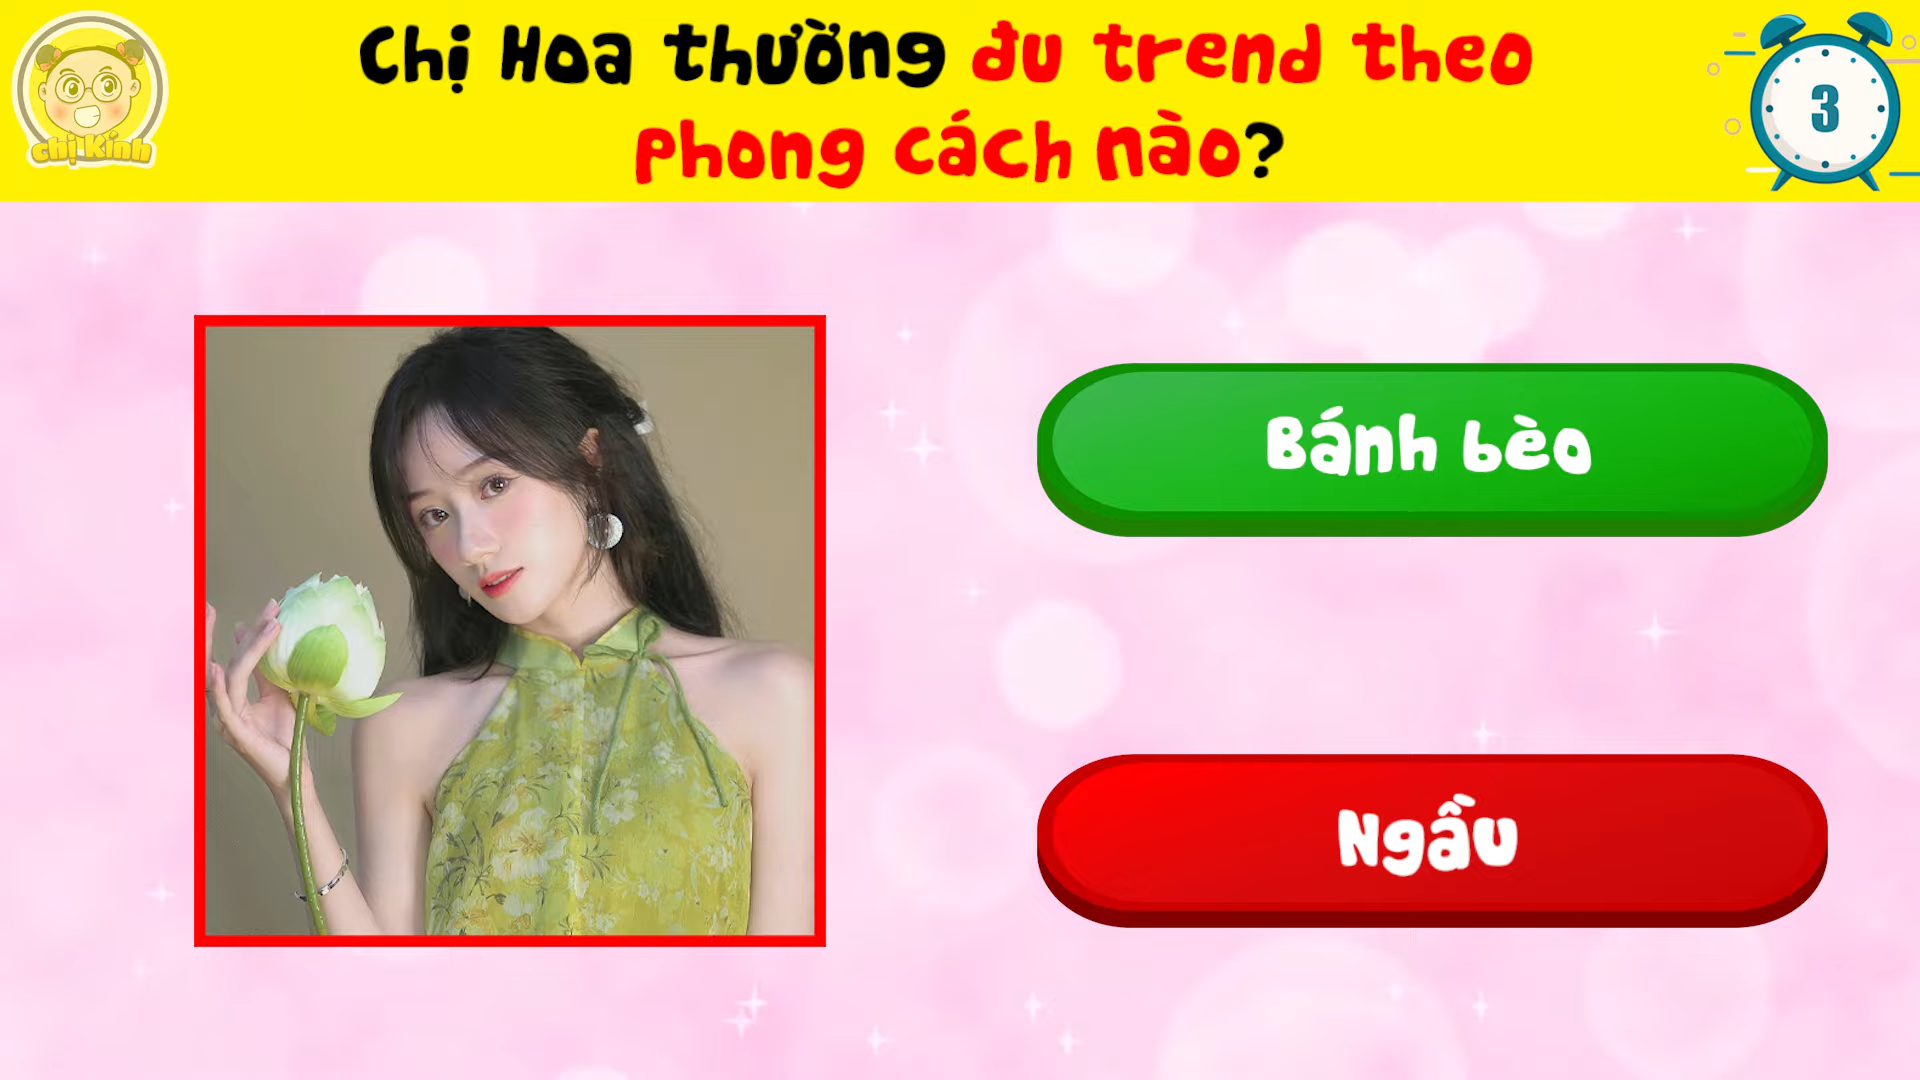 Chị Hoa thường đu trend theo
phong cách nào?
3
chị Kính
Bánh bèo
Ngầu